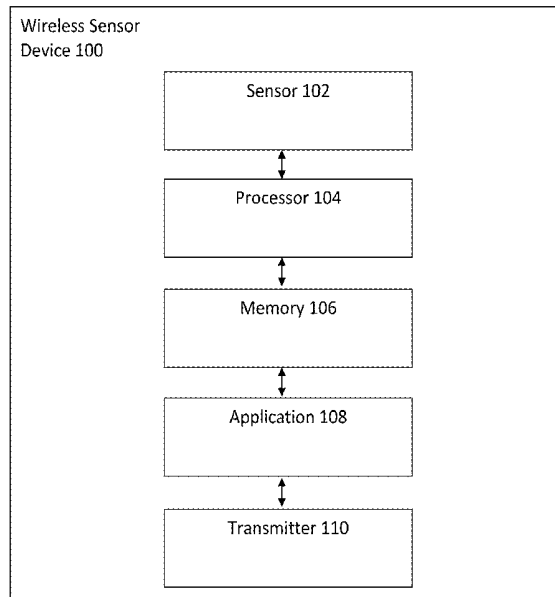 Wireless Sensor
Device 100
Sensor 102
Processor 104
Memory 106
Application 108
Transmitter 110